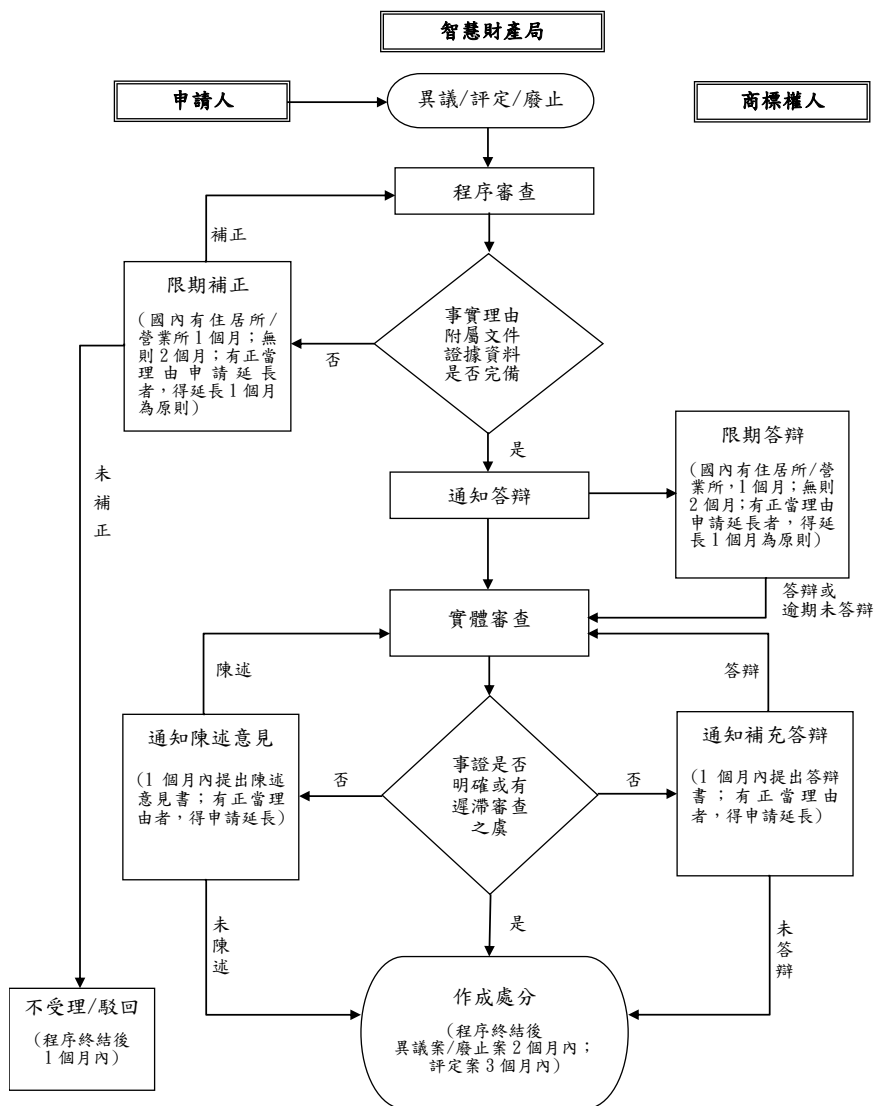 智慧財產局
申請人
異議/評定/廢止
商標權人
程序審查
補正
限期補正
(國內有住居所/
營業所1個月;無
則2個月;有正當
理由申請延長
者,得延長1個月
為原則)
否
事實理由
附屬文件
證據資料
是否完備
是
未補正
通知答辯
限期答辯
(國內有住居所/營
業所,1個月;無則
2個月;有正當理由
申請延長者,得延
長1個月為原則)
答辯或
逾期未答辯
實體審查
陳述
答辯
通知陳述意見
(1個月內提出陳述
意見書;有正當理
由者,得申請延長)
否
事證是否
明確或有
遲滯審查
之虞
否
通知補充答辯
(1個月內提出答辯
書;有正當理由
者,得申請延長)
未陳述
是
未答辯
不受理/駁回
(程序終結後
1個月內)
作成處分
(程序終結後
異議案/廢止案2個月內;
評定案3個月內)